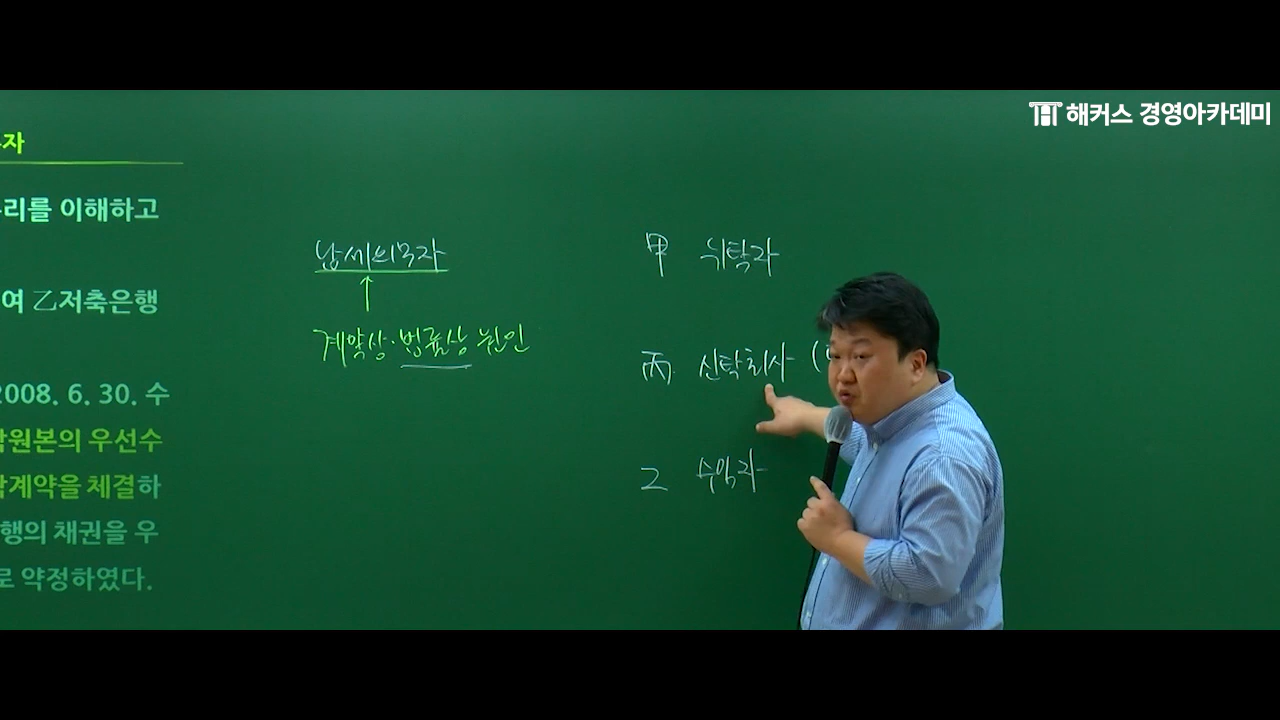 해커스 경영아카데미
자
리를 이해하고
여 乙저축은행
2008. 6. 30. 수
원본의 우선수
계약을 체결하
행의 채권을 우
로 약정하였다.
납세의무자
↑
계약상·법률상 원인
甲 위탁자
丙. 신탁회사 (
乙 수익자